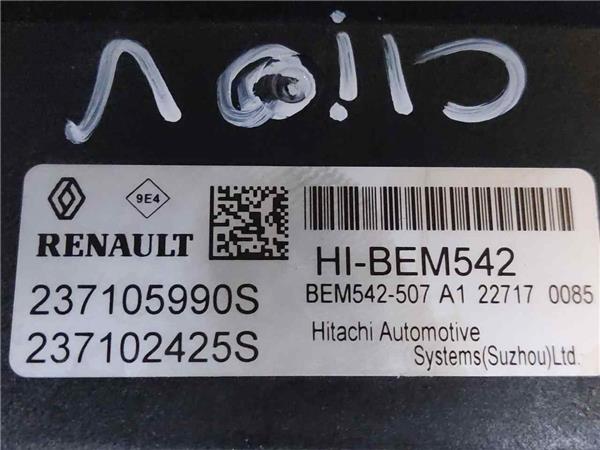 Clio V
9E4
RENAULT
237105990S
237102425S
HI-BEM542
BEM542-507 A1 22717 0085
Hitachi Automotive
Systems(Suzhou)Ltd.